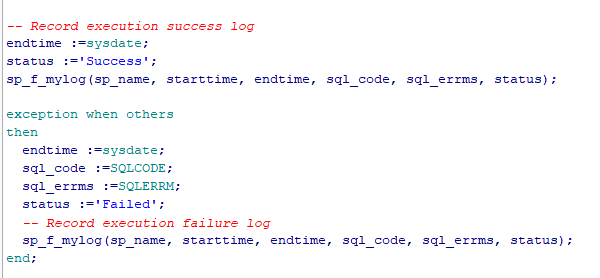 -- Record execution success log
endtime :=sysdate;
status :='Success';
sp_f_mylog(sp_name, starttime, endtime, sql_code, sql_errms, status);
exception when others
then
endtime :=sysdate;
sql_code :=SQLCODE;
sql_errms :=SQLERRM;
status :='Failed';
-- Record execution failure log
sp_f_mylog(sp_name, starttime, endtime, sql_code, sql_errms, status);
end;